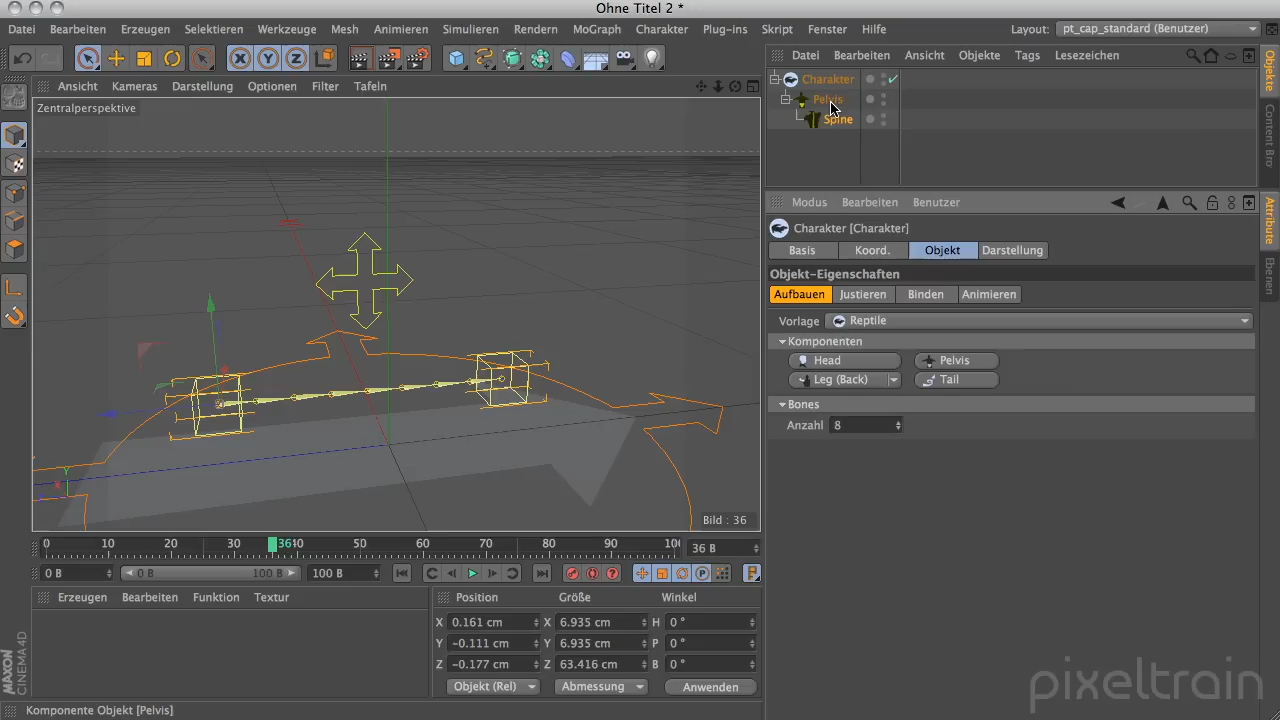 Ohne Titel 2 *
Datei Bearbeiten Erzeugen Selektieren Werkzeuge Mesh Animieren Simulieren Rendern MoGraph Charakter Plug-ins Skript Fenster Hilfe Layout: pt_cap_standard (Benutzer)
Datei Bearbeiten Ansicht Objekte Tags Lesezeichen
Charakter
Pelvis
Spine
Objekte
Content Brow
Attribute
Ebenen
Ansicht Kameras Darstellung Optionen Filter Tafeln
Zentralperspektive
Y
X
Z
Bild : 36
Modus Bearbeiten Benutzer
Charakter [Charakter]
Basis Koord. Objekt Darstellung
Objekt-Eigenschaften
Aufbauen Justieren Binden Animieren
Vorlage Reptile
Komponenten
Head Pelvis
Leg (Back) Tail
Bones
Anzahl 8
0 10 20 30 36 40 50 60 70 80 90 100 36 B
0 B 0 B 100 B 100 B
Erzeugen Bearbeiten Funktion Textur
Position Größe Winkel
X 0.161 cm X 6.935 cm H 0 °
Y -0.111 cm Y 6.935 cm P 0 °
Z -0.177 cm Z 63.416 cm B 0 °
Objekt (Rel) Abmessung Anwenden
MAXON
CINEMA 4D
Komponente Objekt [Pelvis]
pixeltrain